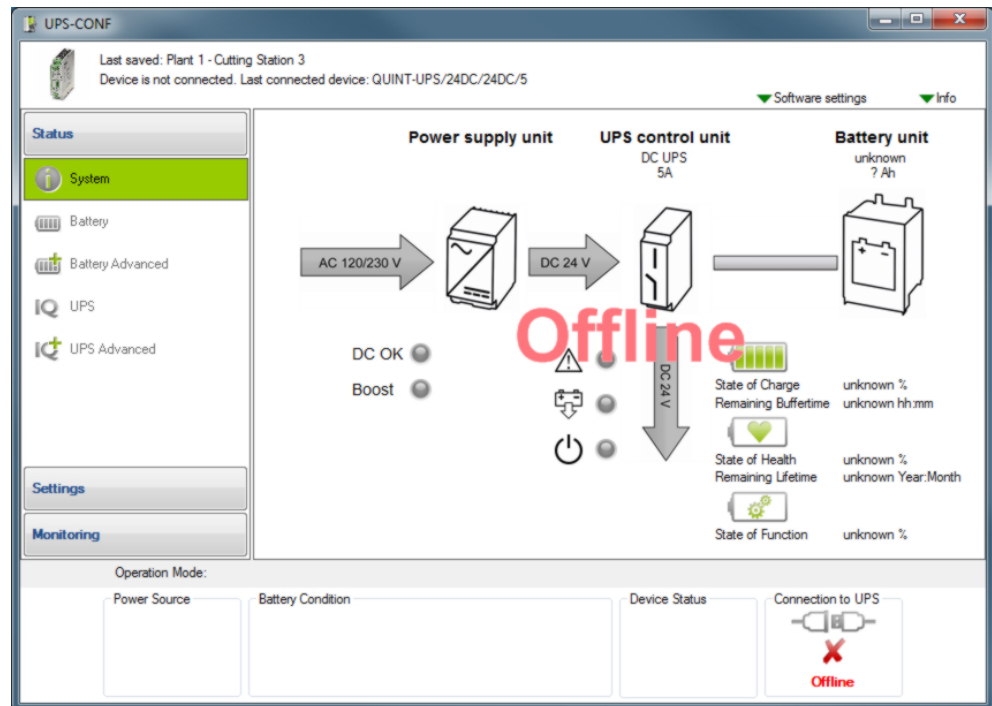 UPS-CONF
Last saved: Plant 1 - Cutting Station 3
Device is not connected. Last connected device: QUINT-UPS/24DC/24DC/5
Software settings
Info
Status
System
Battery
Battery Advanced
IQ UPS
IQ UPS Advanced
Settings
Monitoring
Power supply unit
UPS control unit
Battery unit
DC UPS
5A
unknown
? Ah
AC 120/230 V
DC 24 V
Offline
DC OK
Boost
DC 24 V
State of Charge unknown %
Remaining Buffertime unknown hh:mm
State of Health unknown %
Remaining Lifetime unknown Year:Month
State of Function unknown %
Operation Mode:
Power Source
Battery Condition
Device Status
Connection to UPS
Offline